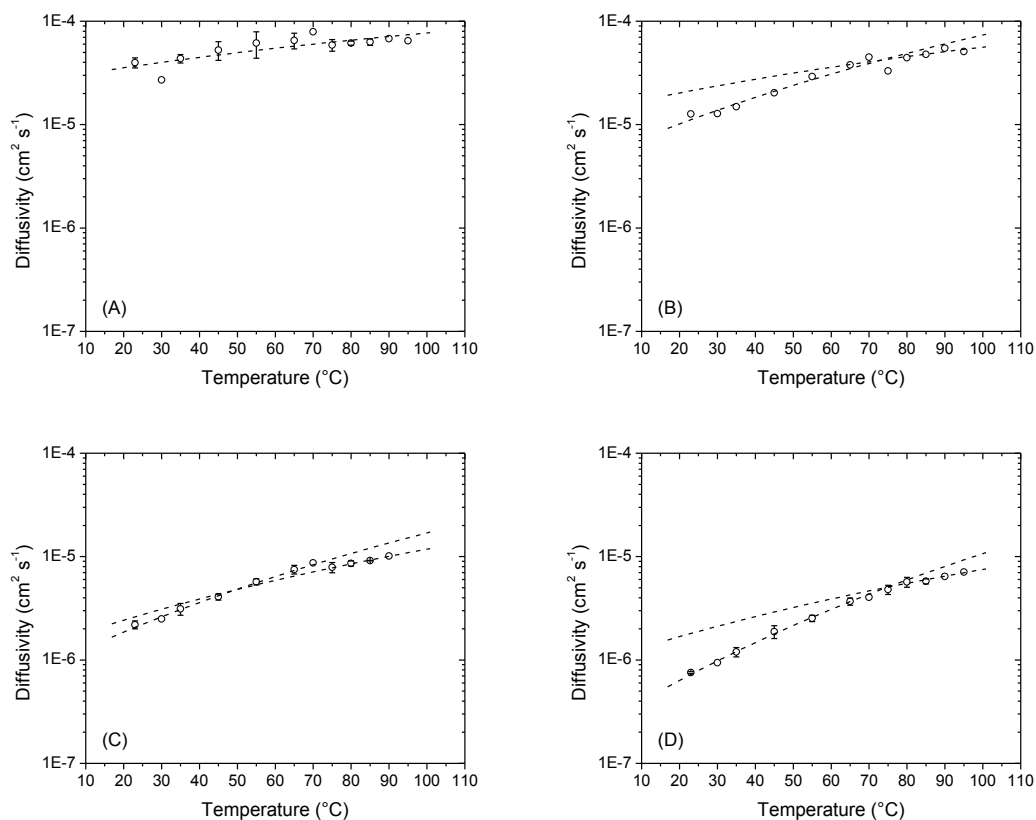 1E-4
1E-5
1E-6
1E-7
Diffusivity (cm² s⁻¹)
(A)
10 20 30 40 50 60 70 80 90 100 110
Temperature (°C)
1E-4
1E-5
1E-6
1E-7
Diffusivity (cm² s⁻¹)
(B)
10 20 30 40 50 60 70 80 90 100 110
Temperature (°C)
1E-4
1E-5
1E-6
1E-7
Diffusivity (cm² s⁻¹)
(C)
10 20 30 40 50 60 70 80 90 100 110
Temperature (°C)
1E-4
1E-5
1E-6
1E-7
Diffusivity (cm² s⁻¹)
(D)
10 20 30 40 50 60 70 80 90 100 110
Temperature (°C)